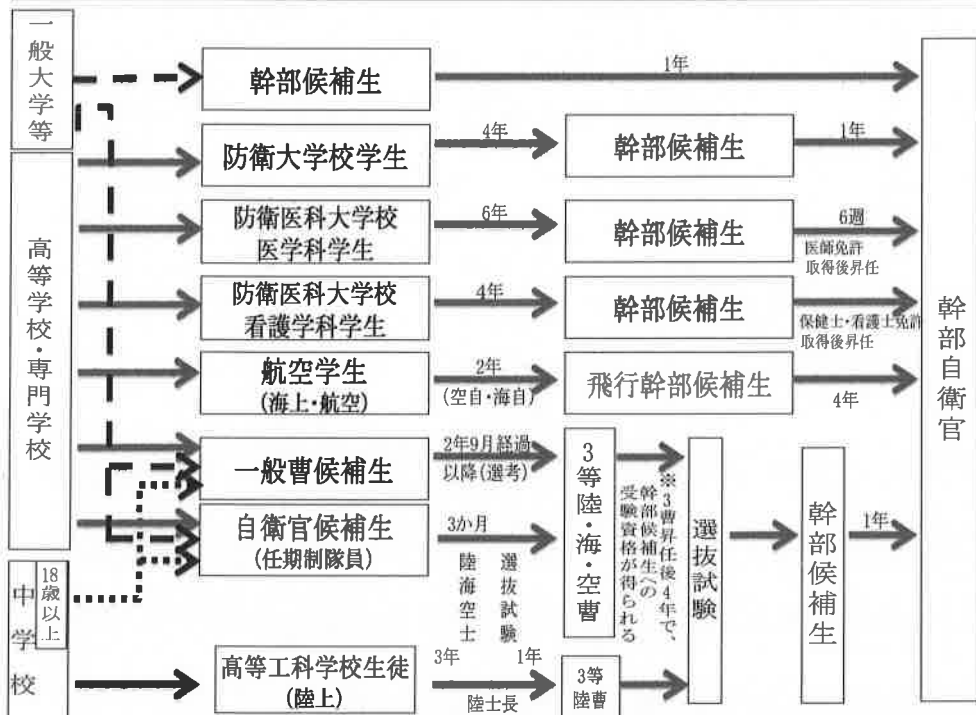 一般大学等
高等学校・専門学校
中学校
18歳以上
幹部候補生
1年
防衛大学校学生
4年
幹部候補生
1年
防衛医科大学校
医学科学生
6年
幹部候補生
6週
医師免許
取得後昇任
防衛医科大学校
看護学科学生
4年
幹部候補生
保健士・看護士免許
取得後昇任
航空学生
(海上・航空)
2年
(空自・海自)
飛行幹部候補生
4年
一般曹候補生
2年9月経過
以降(選考)
自衛官候補生
(任期制隊員)
3か月
陸海空士
選抜試験
3等陸・海・空曹
※3曹昇任後4年で、
幹部候補生への
受験資格が得られる
選抜試験
幹部候補生
1年
高等工科学校生徒
(陸上)
3年
1年
陸士長
3等
陸曹
幹部自衛官